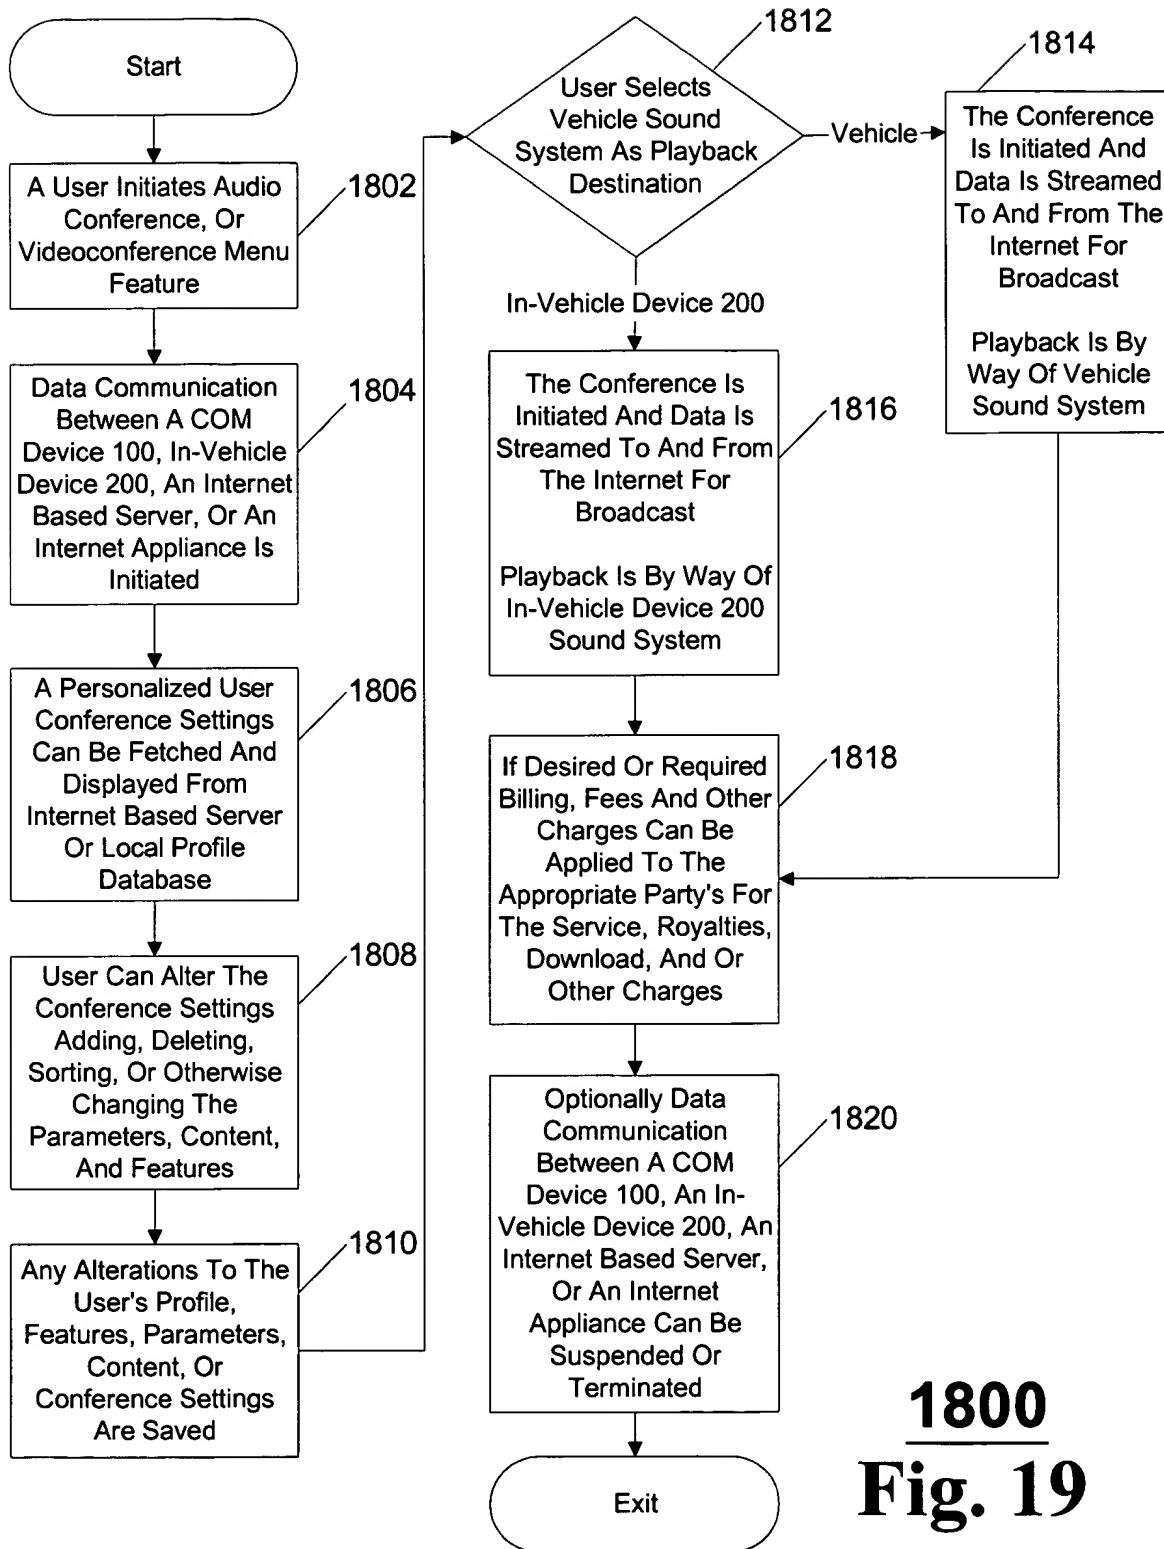 Start
1802
A User Initiates Audio
Conference, Or
Videoconference Menu
Feature
1804
Data Communication
Between A COM
Device 100, In-Vehicle
Device 200, An Internet
Based Server, Or An
Internet Appliance Is
Initiated
1806
A Personalized User
Conference Settings
Can Be Fetched And
Displayed From
Internet Based Server
Or Local Profile
Database
1808
User Can Alter The
Conference Settings
Adding, Deleting,
Sorting, Or Otherwise
Changing The
Parameters, Content,
And Features
1810
Any Alterations To The
User's Profile,
Features, Parameters,
Content, Or
Conference Settings
Are Saved
1812
User Selects
Vehicle Sound
System As Playback
Destination
Vehicle
In-Vehicle Device 200
1814
The Conference
Is Initiated And
Data Is Streamed
To And From The
Internet For
Broadcast
Playback Is By
Way Of Vehicle
Sound System
1816
The Conference Is
Initiated And Data Is
Streamed To And From
The Internet For
Broadcast
Playback Is By Way Of
In-Vehicle Device 200
Sound System
1818
If Desired Or Required
Billing, Fees And Other
Charges Can Be
Applied To The
Appropriate Party's For
The Service, Royalties,
Download, And Or
Other Charges
1820
Optionally Data
Communication
Between A COM
Device 100, An In-
Vehicle Device 200, An
Internet Based Server,
Or An Internet
Appliance Can Be
Suspended Or
Terminated
Exit
1800
Fig. 19